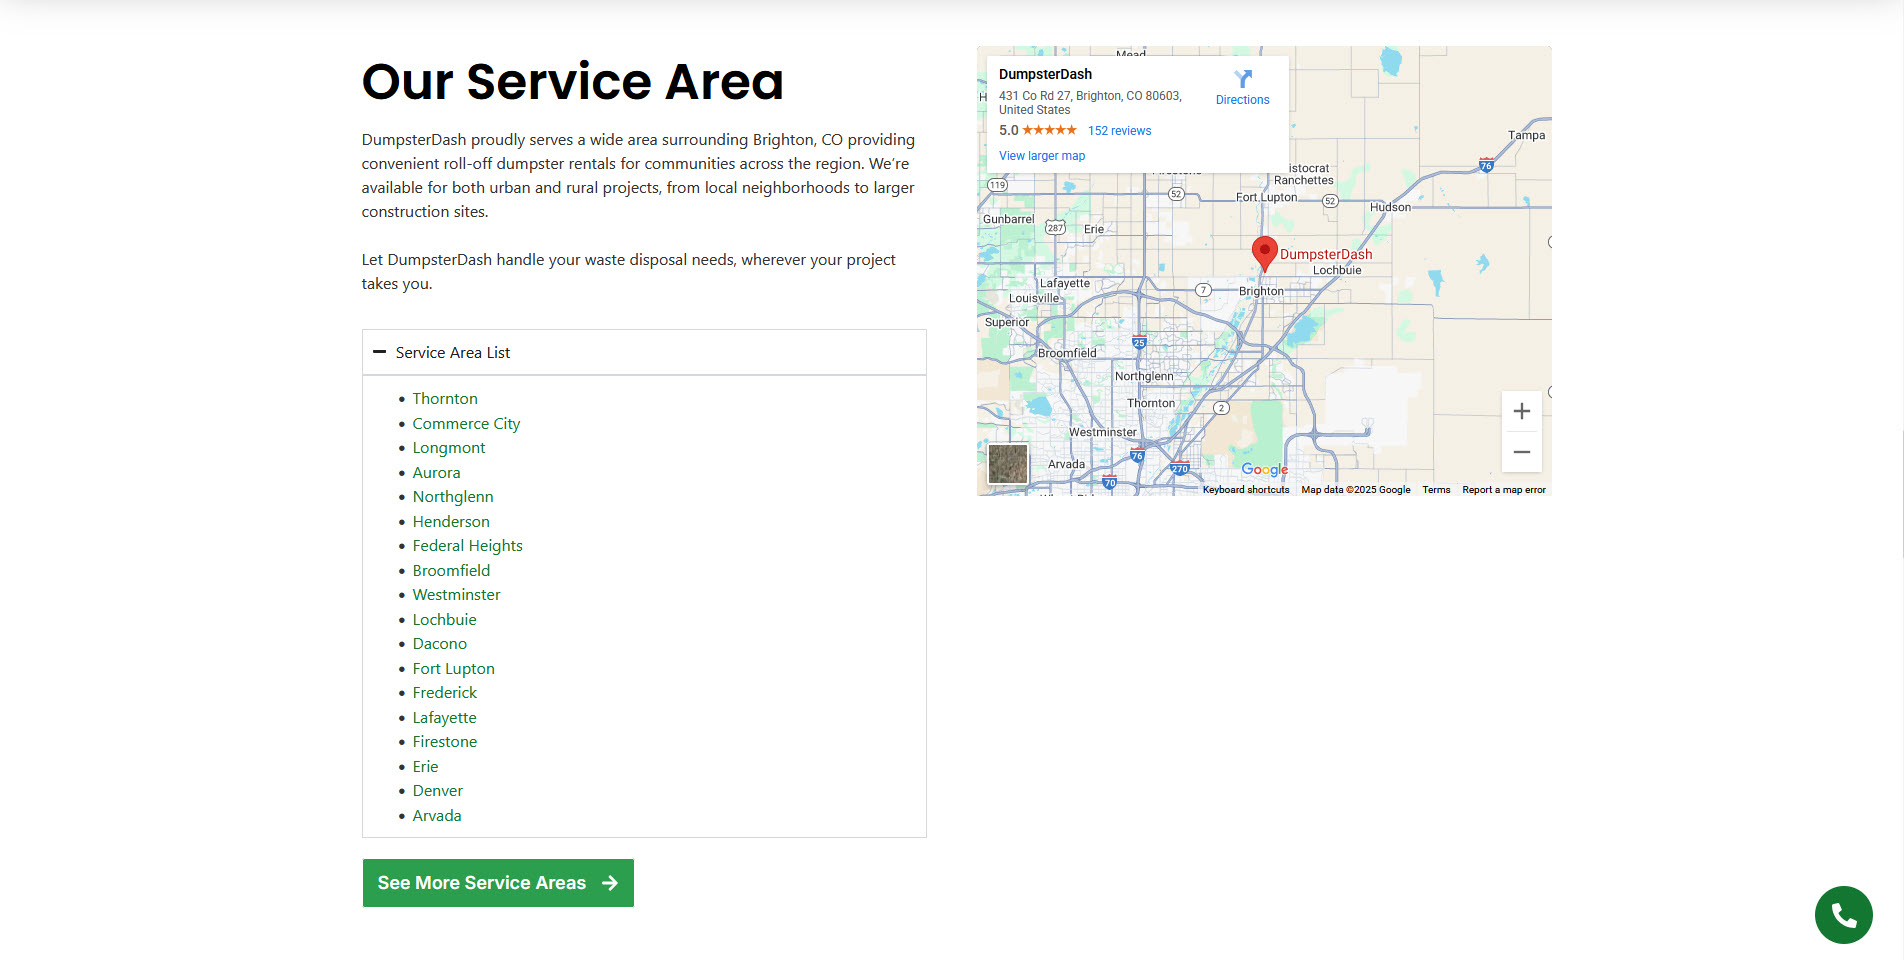 Our Service Area
DumpsterDash proudly serves a wide area surrounding Brighton, CO providing
convenient roll-off dumpster rentals for communities across the region. We’re
available for both urban and rural projects, from local neighborhoods to larger
construction sites.
Let DumpsterDash handle your waste disposal needs, wherever your project
takes you.
Service Area List
Thornton
Commerce City
Longmont
Aurora
Northglenn
Henderson
Federal Heights
Broomfield
Westminster
Lochbuie
Dacono
Fort Lupton
Frederick
Lafayette
Firestone
Erie
Denver
Arvada
See More Service Areas
Mead
DumpsterDash
Directions
431 Co Rd 27, Brighton, CO 80603,
United States
5.0
152 reviews
View larger map
Tampa
76
istocrat
Ranchettes
119
52
Fort Lupton
52
Hudson
Gunbarrel
287
Erie
DumpsterDash
Lochbuie
Lafayette
7
Brighton
Louisville
Superior
25
Broomfield
Northglenn
Thornton
2
Westminster
76
Arvada
270
Google
70
Keyboard shortcuts
Map data ©2025 Google
Terms
Report a map error